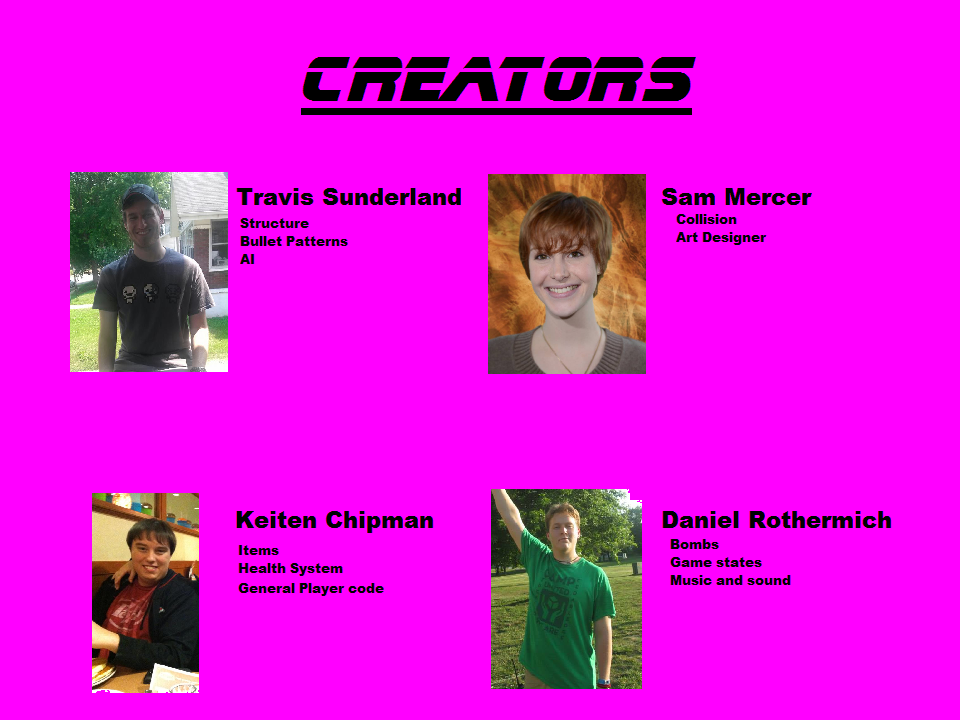 CREATORS
Travis Sunderland
Structure
Bullet Patterns
AI
Sam Mercer
Collision
Art Designer
Keiten Chipman
Items
Health System
General Player code
Daniel Rothermich
Bombs
Game states
Music and sound